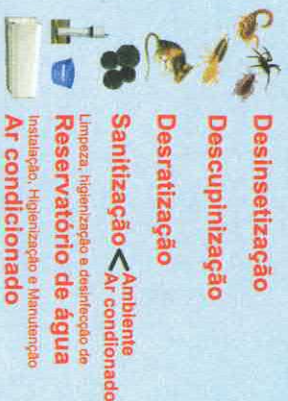 Desinsetização
Descupinização
Desratização
Sanitização < Ambiente
Ar condionado
Limpeza, higienização e desinfecção de
Reservatório de água
Instalação, Higienização e Manutenção
Ar condicionado